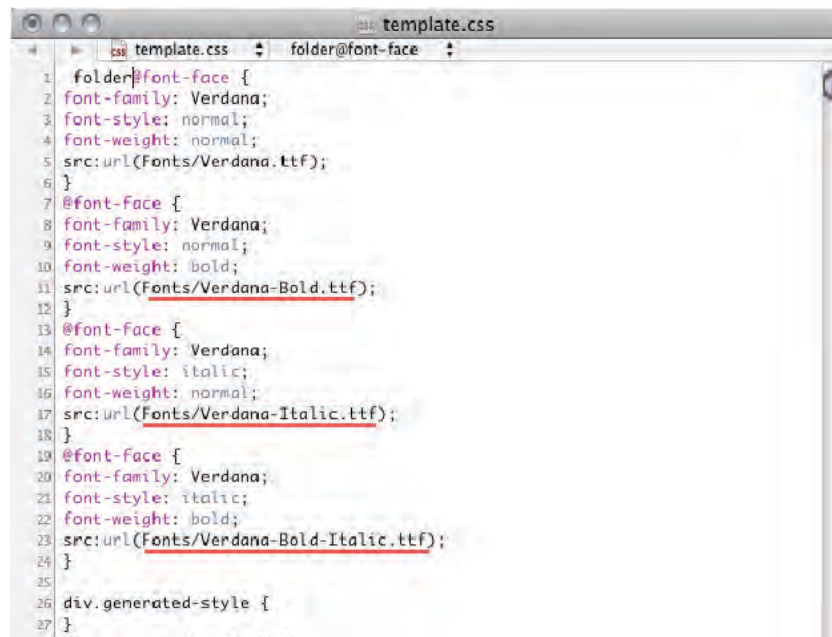 template.css
template.css folder@font-face
1 folder@font-face {
2 font-family: Verdana;
3 font-style: normal;
4 font-weight: normal;
5 src:url(Fonts/Verdana.ttf);
6 }
7 @font-face {
8 font-family: Verdana;
9 font-style: normal;
10 font-weight: bold;
11 src:url(Fonts/Verdana-Bold.ttf);
12 }
13 @font-face {
14 font-family: Verdana;
15 font-style: italic;
16 font-weight: normal;
17 src:url(Fonts/Verdana-Italic.ttf);
18 }
19 @font-face {
20 font-family: Verdana;
21 font-style: italic;
22 font-weight: bold;
23 src:url(Fonts/Verdana-Bold-Italic.ttf);
24 }
25
26 div.generated-style {
27 }